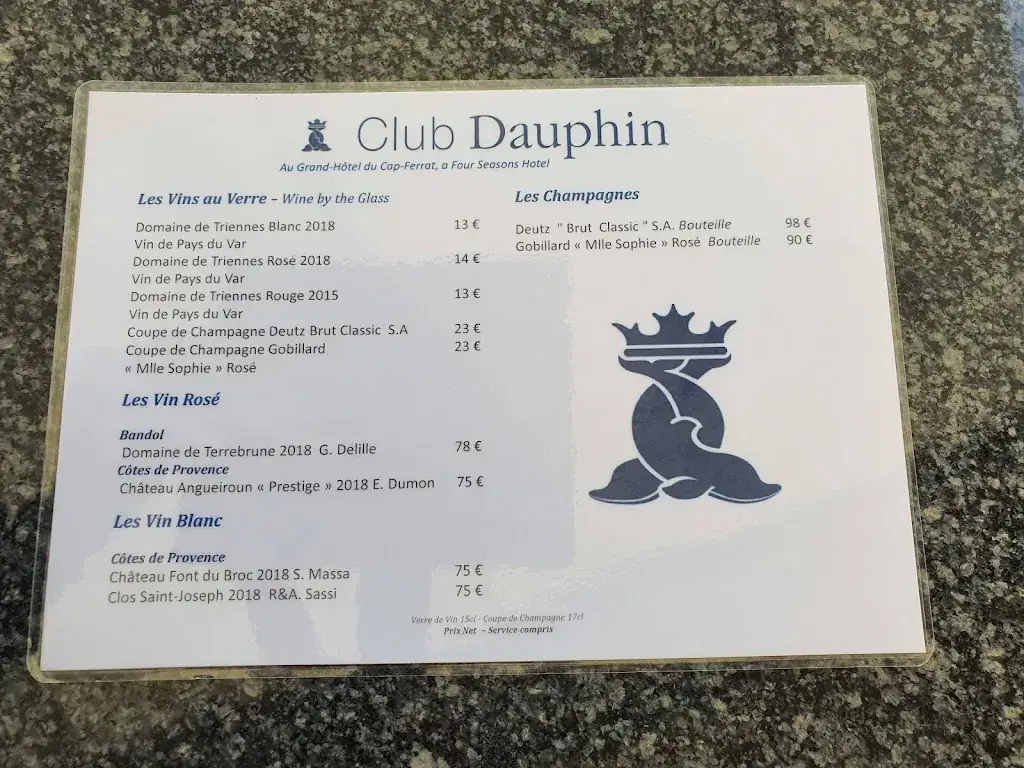 Club Dauphin
Au Grand-Hôtel du Cap-Ferrat, a Four Seasons Hotel
Les Vins au Verre – Wine by the Glass
Domaine de Triennes Blanc 2018 13 €
Vin de Pays du Var
Domaine de Triennes Rosé 2018 14 €
Vin de Pays du Var
Domaine de Triennes Rouge 2015 13 €
Vin de Pays du Var
Coupe de Champagne Deutz Brut Classic S.A 23 €
Coupe de Champagne Gobillard 23 €
« Mlle Sophie » Rosé
Les Vin Rosé
Bandol
Domaine de Terrebrune 2018 G. Delille 78 €
Côtes de Provence
Château Angueiroun « Prestige » 2018 E. Dumon 75 €
Les Vin Blanc
Côtes de Provence
Château Font du Broc 2018 S. Massa 75 €
Clos Saint-Joseph 2018 R&A. Sassi 75 €
Les Champagnes
Deutz " Brut Classic " S.A. Bouteille 98 €
Gobillard « Mlle Sophie » Rosé Bouteille 90 €
Verre de Vin 15cl - Coupe de Champagne 17cl
Prix Net ~ Service compris